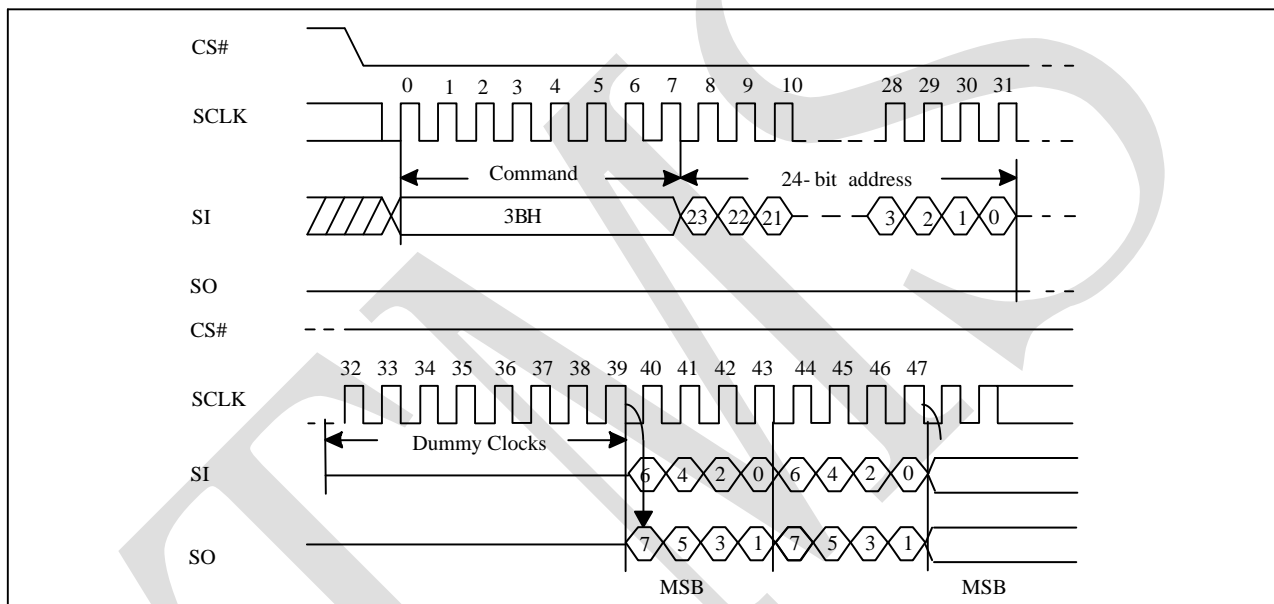 CS#
0 1 2 3 4 5 6 7 8 9 10 28 29 30 31
SCLK
Command 24- bit address
SI 3BH 23 22 21 3 2 1 0
SO
CS#
32 33 34 35 36 37 38 39 40 41 42 43 44 45 46 47
SCLK
Dummy Clocks
SI 6 4 2 0 6 4 2 0
SO 7 5 3 1 7 5 3 1
MSB MSB